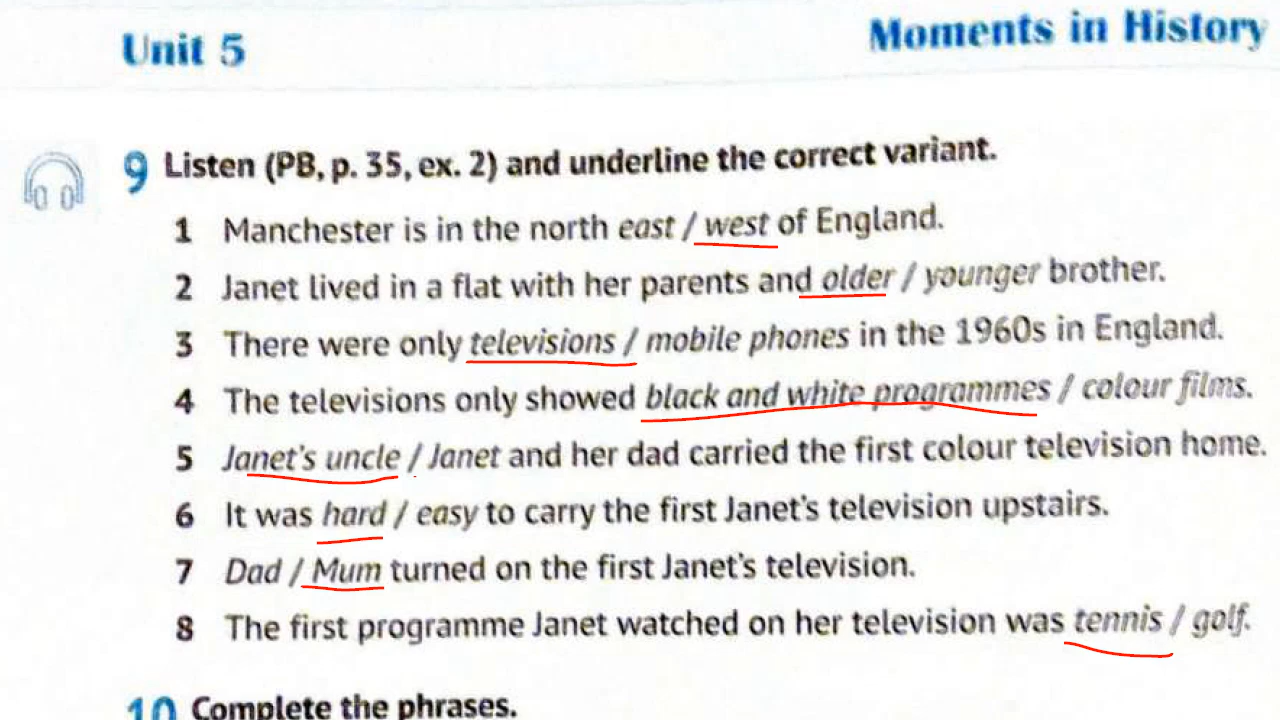 Unit 5
Moments in History
9 Listen (PB, p. 35, ex. 2) and underline the correct variant.
1 Manchester is in the north east / west of England.
2 Janet lived in a flat with her parents and older / younger brother.
3 There were only televisions / mobile phones in the 1960s in England.
4 The televisions only showed black and white programmes / colour films.
5 Janet's uncle / Janet and her dad carried the first colour television home.
6 It was hard / easy to carry the first Janet's television upstairs.
7 Dad / Mum turned on the first Janet's television.
8 The first programme Janet watched on her television was tennis / golf.
10 Complete the phrases.